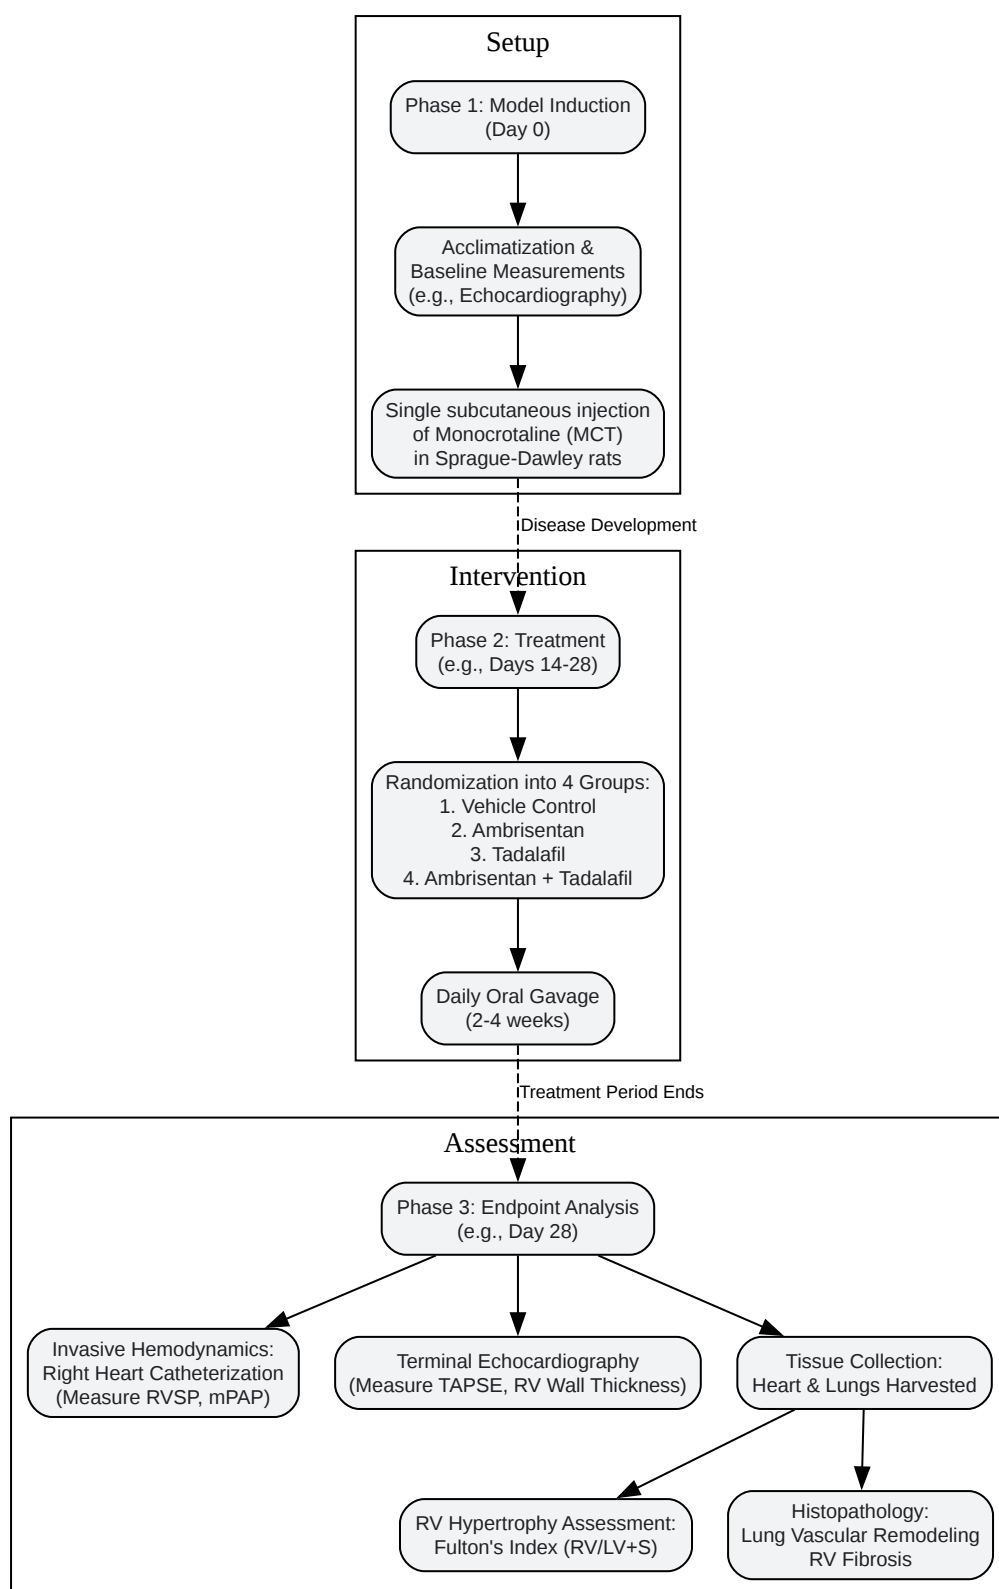 Setup
Phase 1: Model Induction
(Day 0)
Acclimatization &
Baseline Measurements
(e.g., Echocardiography)
Single subcutaneous injection
of Monocrotaline (MCT)
in Sprague-Dawley rats
Disease Development
Intervention
Phase 2: Treatment
(e.g., Days 14-28)
Randomization into 4 Groups:
1. Vehicle Control
2. Ambrisentan
3. Tadalafil
4. Ambrisentan + Tadalafil
Daily Oral Gavage
(2-4 weeks)
Treatment Period Ends
Assessment
Phase 3: Endpoint Analysis
(e.g., Day 28)
Invasive Hemodynamics:
Right Heart Catheterization
(Measure RVSP, mPAP)
Terminal Echocardiography
(Measure TAPSE, RV Wall Thickness)
Tissue Collection:
Heart & Lungs Harvested
RV Hypertrophy Assessment:
Fulton's Index (RV/LV+S)
Histopathology:
Lung Vascular Remodeling
RV Fibrosis